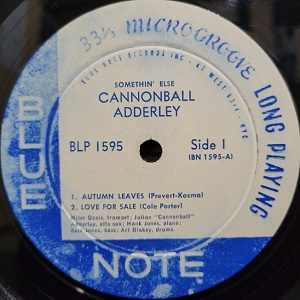 33⅓ MICROGROOVE LONG PLAYING
BLUE NOTE RECORDS INC · 47 WEST 63rd · NYC
SOMETHIN' ELSE
CANNONBALL
ADDERLEY
BLP 1595
Side 1
(BN 1595-A)
1. AUTUMN LEAVES (Prevert-Kosma)
2. LOVE FOR SALE (Cole Porter)
Miles Davis, trumpet; Julian "Cannonball"
Adderley, alto sax; Hank Jones, piano;
Sam Jones, bass; Art Blakey, drums.
BLUE
NOTE